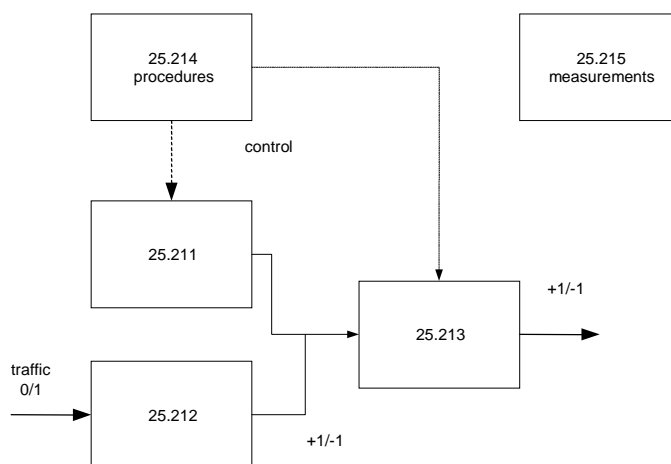 25.214
procedures
25.215
measurements
control
25.211
+1/-1
25.213
traffic
0/1
25.212
+1/-1